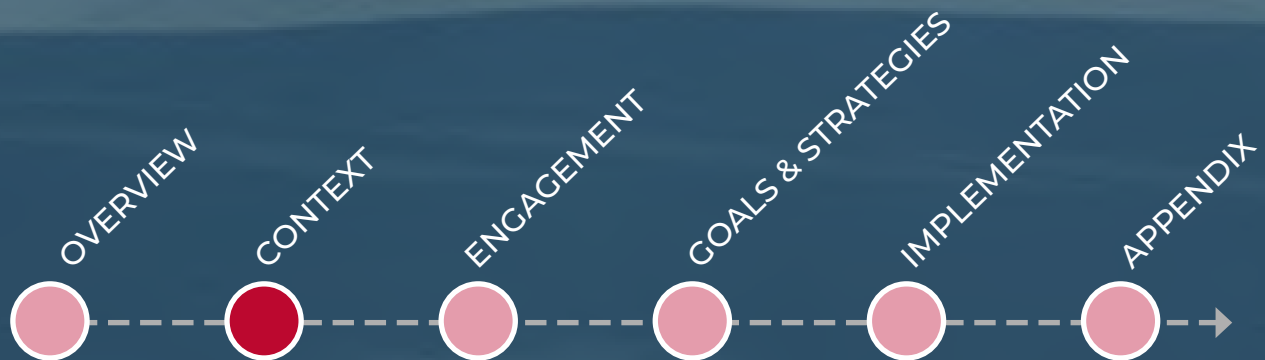 OVERVIEW
CONTEXT
ENGAGEMENT
GOALS & STRATEGIES
IMPLEMENTATION
APPENDIX